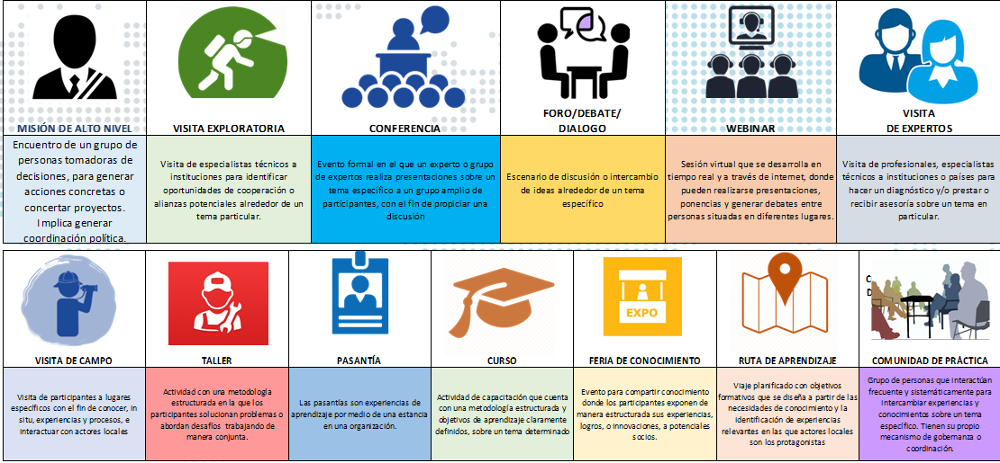 MISIÓN DE ALTO NIVEL
Encuentro de un grupo de
personas tomadoras de
decisiones, para generar
acciones concretas o
concertar proyectos.
Implica generar
coordinación política.
VISITA EXPLORATORIA
Visita de especialistas técnicos a
instituciones para identificar
oportunidades de cooperación o
alianzas potenciales alrededor de un
tema particular.
CONFERENCIA
Evento formal en el que un experto o grupo
de expertos realiza presentaciones sobre un
tema específico a un grupo amplio de
participantes, con el fin de propiciar una
discusión
FORO/DEBATE/
DIALOGO
Escenario de discusión o intercambio
de ideas alrededor de un tema
específico
WEBINAR
Sesión virtual que se desarrolla en
tiempo real y a través de internet, donde
pueden realizarse presentaciones,
ponencias y generar debates entre
personas situadas en diferentes lugares.
VISITA
DE EXPERTOS
Visita de profesionales, especialistas
técnicos a instituciones o países para
hacer un diagnóstico y/o prestar o
recibir asesoría sobre un tema en
particular.
VISITA DE CAMPO
Visita de participantes a lugares
específicos con el fin de conocer, in
situ, experiencias y procesos, e
interactuar con actores locales
TALLER
Actividad con una metodología
estructurada en la que los
participantes solucionan problemas o
abordan desafíos trabajando de
manera conjunta.
PASANTÍA
Las pasantías son experiencias de
aprendizaje por medio de una estancia
en una organización.
CURSO
Actividad de capacitación que cuenta
con una metodología estructurada y
objetivos de aprendizaje claramente
definidos, sobre un tema determinado
EXPO
FERIA DE CONOCIMIENTO
Evento para compartir conocimiento
donde los participantes exponen de
manera estructurada sus experiencias,
logros, o innovaciones, a potenciales
socios.
RUTA DE APRENDIZAJE
Viaje planificado con objetivos
formativos que se diseña a partir de las
necesidades de conocimiento y la
identificación de experiencias
relevantes en las que actores locales
son los protagonistas
C
D
COMUNIDAD DE PRÁCTICA
Grupo de personas que interactúan
frecuente y sistemáticamente para
intercambiar experiencias y
conocimientos sobre un tema
específico. Tienen su propio
mecanismo de gobernanza o
coordinación.